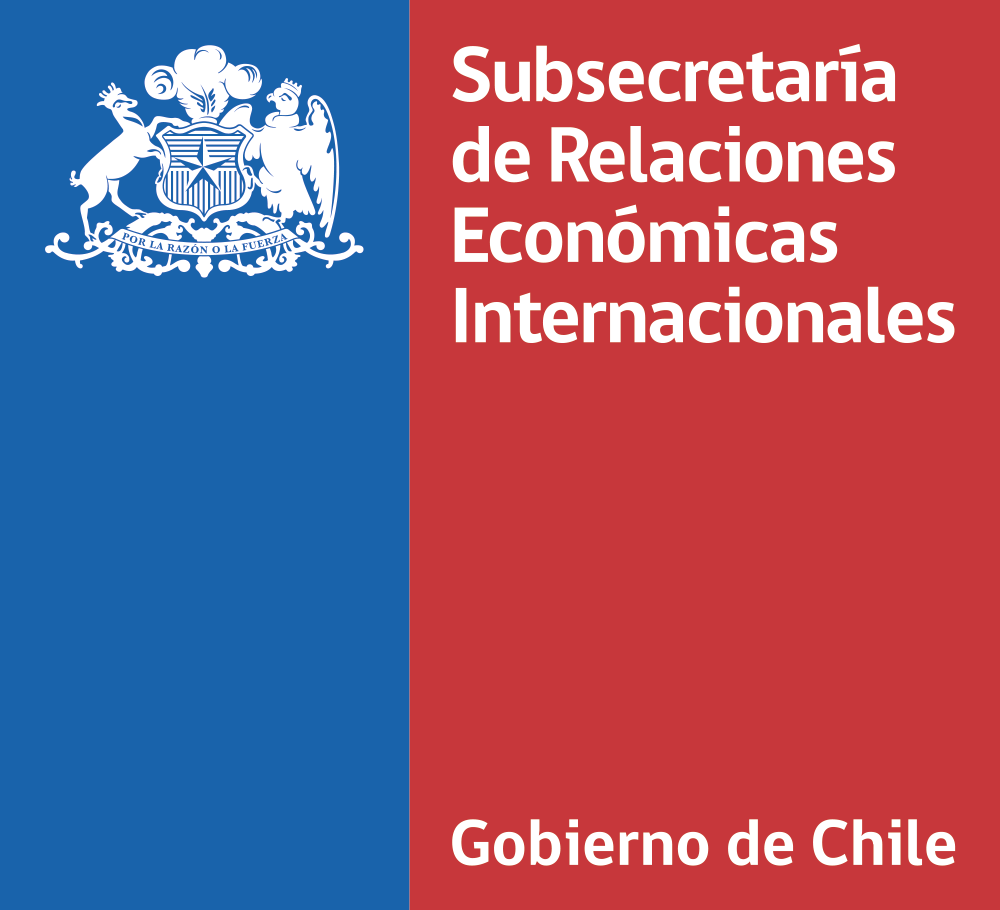 POR LA RAZÓN O LA FUERZA
Subsecretaría
de Relaciones
Económicas
Internacionales
Gobierno de Chile